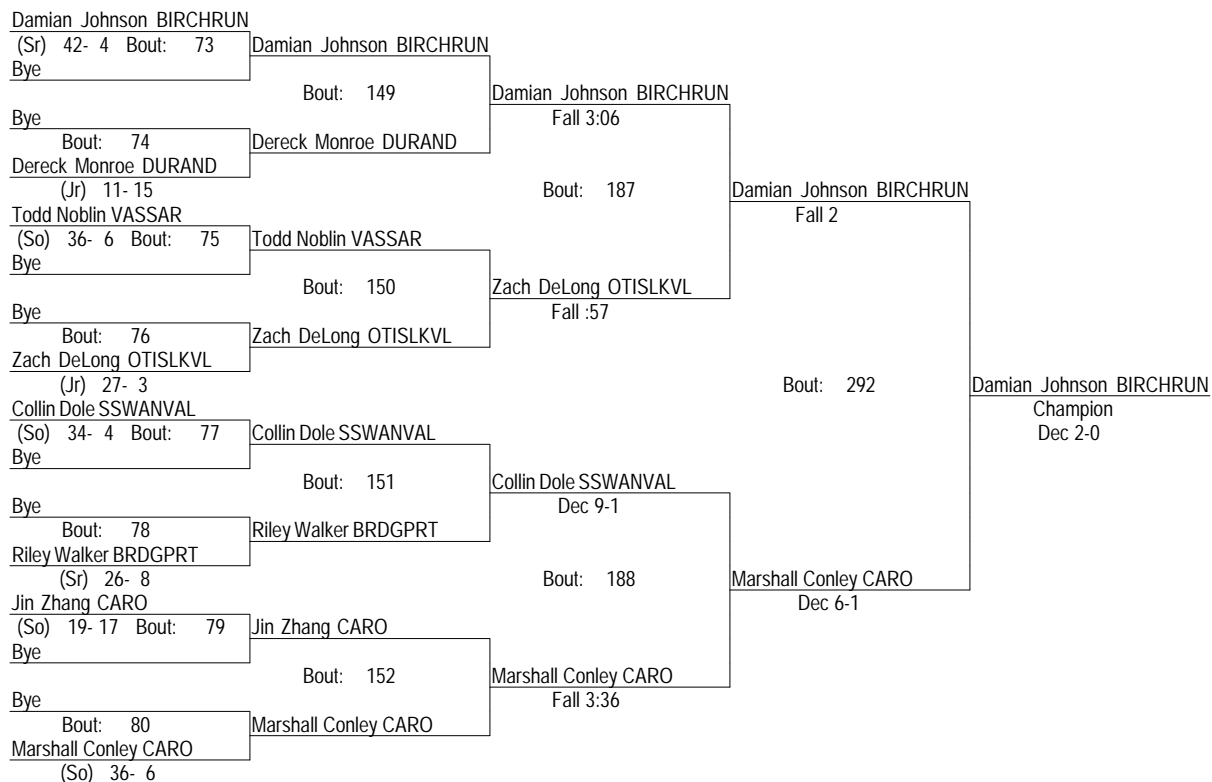 Damian Johnson BIRCHRUN
(Sr) 42- 4 Bout: 73
Damian Johnson BIRCHRUN
Bye
Bout: 149
Damian Johnson BIRCHRUN
Bye
Fall 3:06
Bout: 74
Dereck Monroe DURAND
Dereck Monroe DURAND
(Jr) 11- 15
Bout: 187
Damian Johnson BIRCHRUN
Todd Noblin VASSAR
Fall 2
(So) 36- 6 Bout: 75
Todd Noblin VASSAR
Bye
Bout: 150
Zach DeLong OTISLKVL
Bye
Fall :57
Bout: 76
Zach DeLong OTISLKVL
Zach DeLong OTISLKVL
(Jr) 27- 3
Bout: 292
Damian Johnson BIRCHRUN
Collin Dole SSWANVAL
Champion
(So) 34- 4 Bout: 77
Collin Dole SSWANVAL
Dec 2-0
Bye
Bout: 151
Collin Dole SSWANVAL
Bye
Dec 9-1
Bout: 78
Riley Walker BRDGPRT
Riley Walker BRDGPRT
(Sr) 26- 8
Bout: 188
Marshall Conley CARO
Jin Zhang CARO
Dec 6-1
(So) 19- 17 Bout: 79
Jin Zhang CARO
Bye
Bout: 152
Marshall Conley CARO
Bye
Fall 3:36
Bout: 80
Marshall Conley CARO
Marshall Conley CARO
(So) 36- 6